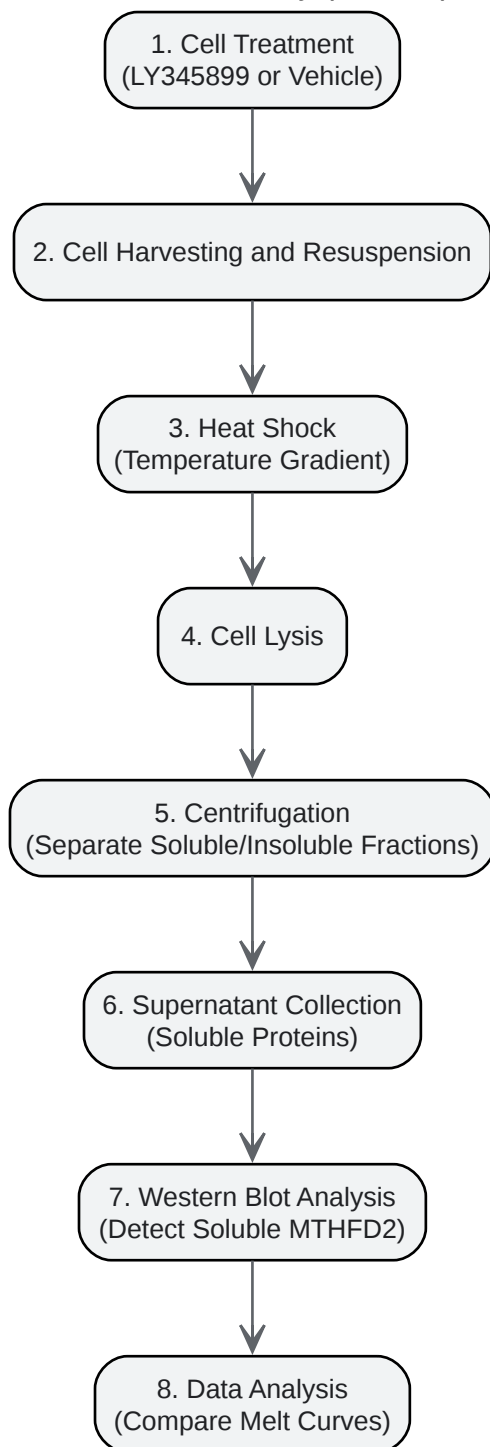 1. Cell Treatment
(LY345899 or Vehicle)
2. Cell Harvesting and Resuspension
3. Heat Shock
(Temperature Gradient)
4. Cell Lysis
5. Centrifugation
(Separate Soluble/Insoluble Fractions)
6. Supernatant Collection
(Soluble Proteins)
7. Western Blot Analysis
(Detect Soluble MTHFD2)
8. Data Analysis
(Compare Melt Curves)